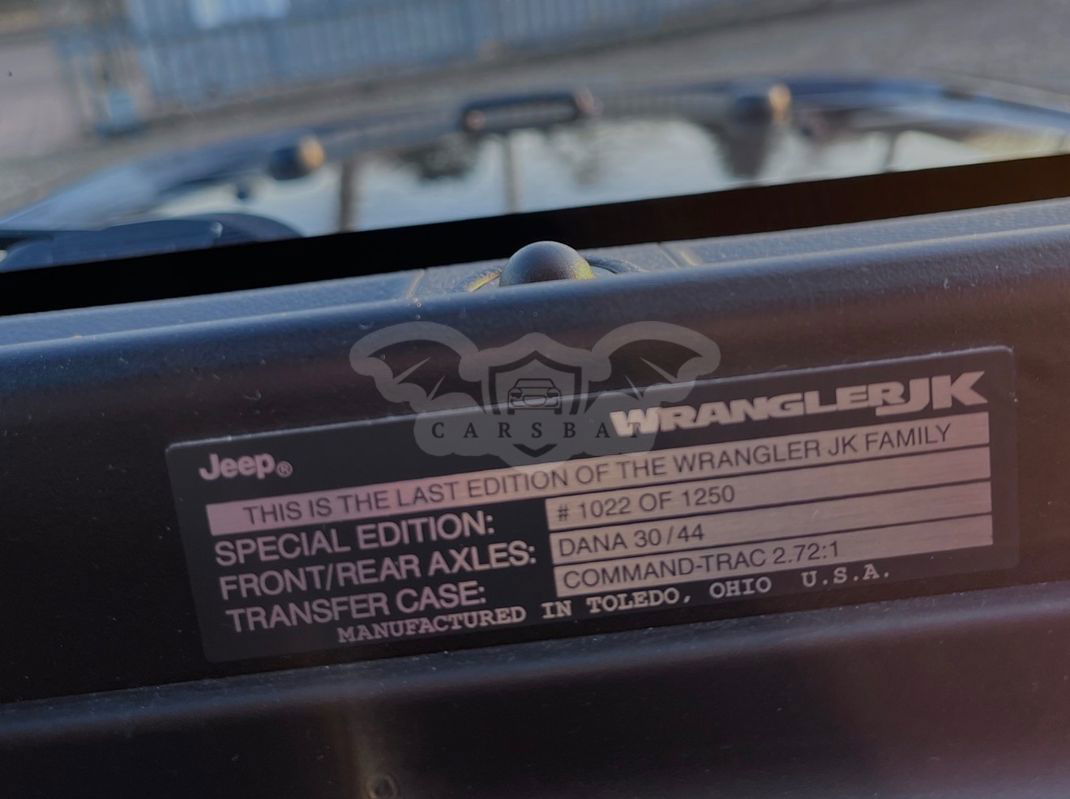 CARSBAT
WRANGLER JK
Jeep®
THIS IS THE LAST EDITION OF THE WRANGLER JK FAMILY
SPECIAL EDITION: # 1022 OF 1250
FRONT/REAR AXLES: DANA 30/44
TRANSFER CASE: COMMAND-TRAC 2.72:1
MANUFACTURED IN TOLEDO, OHIO U.S.A.